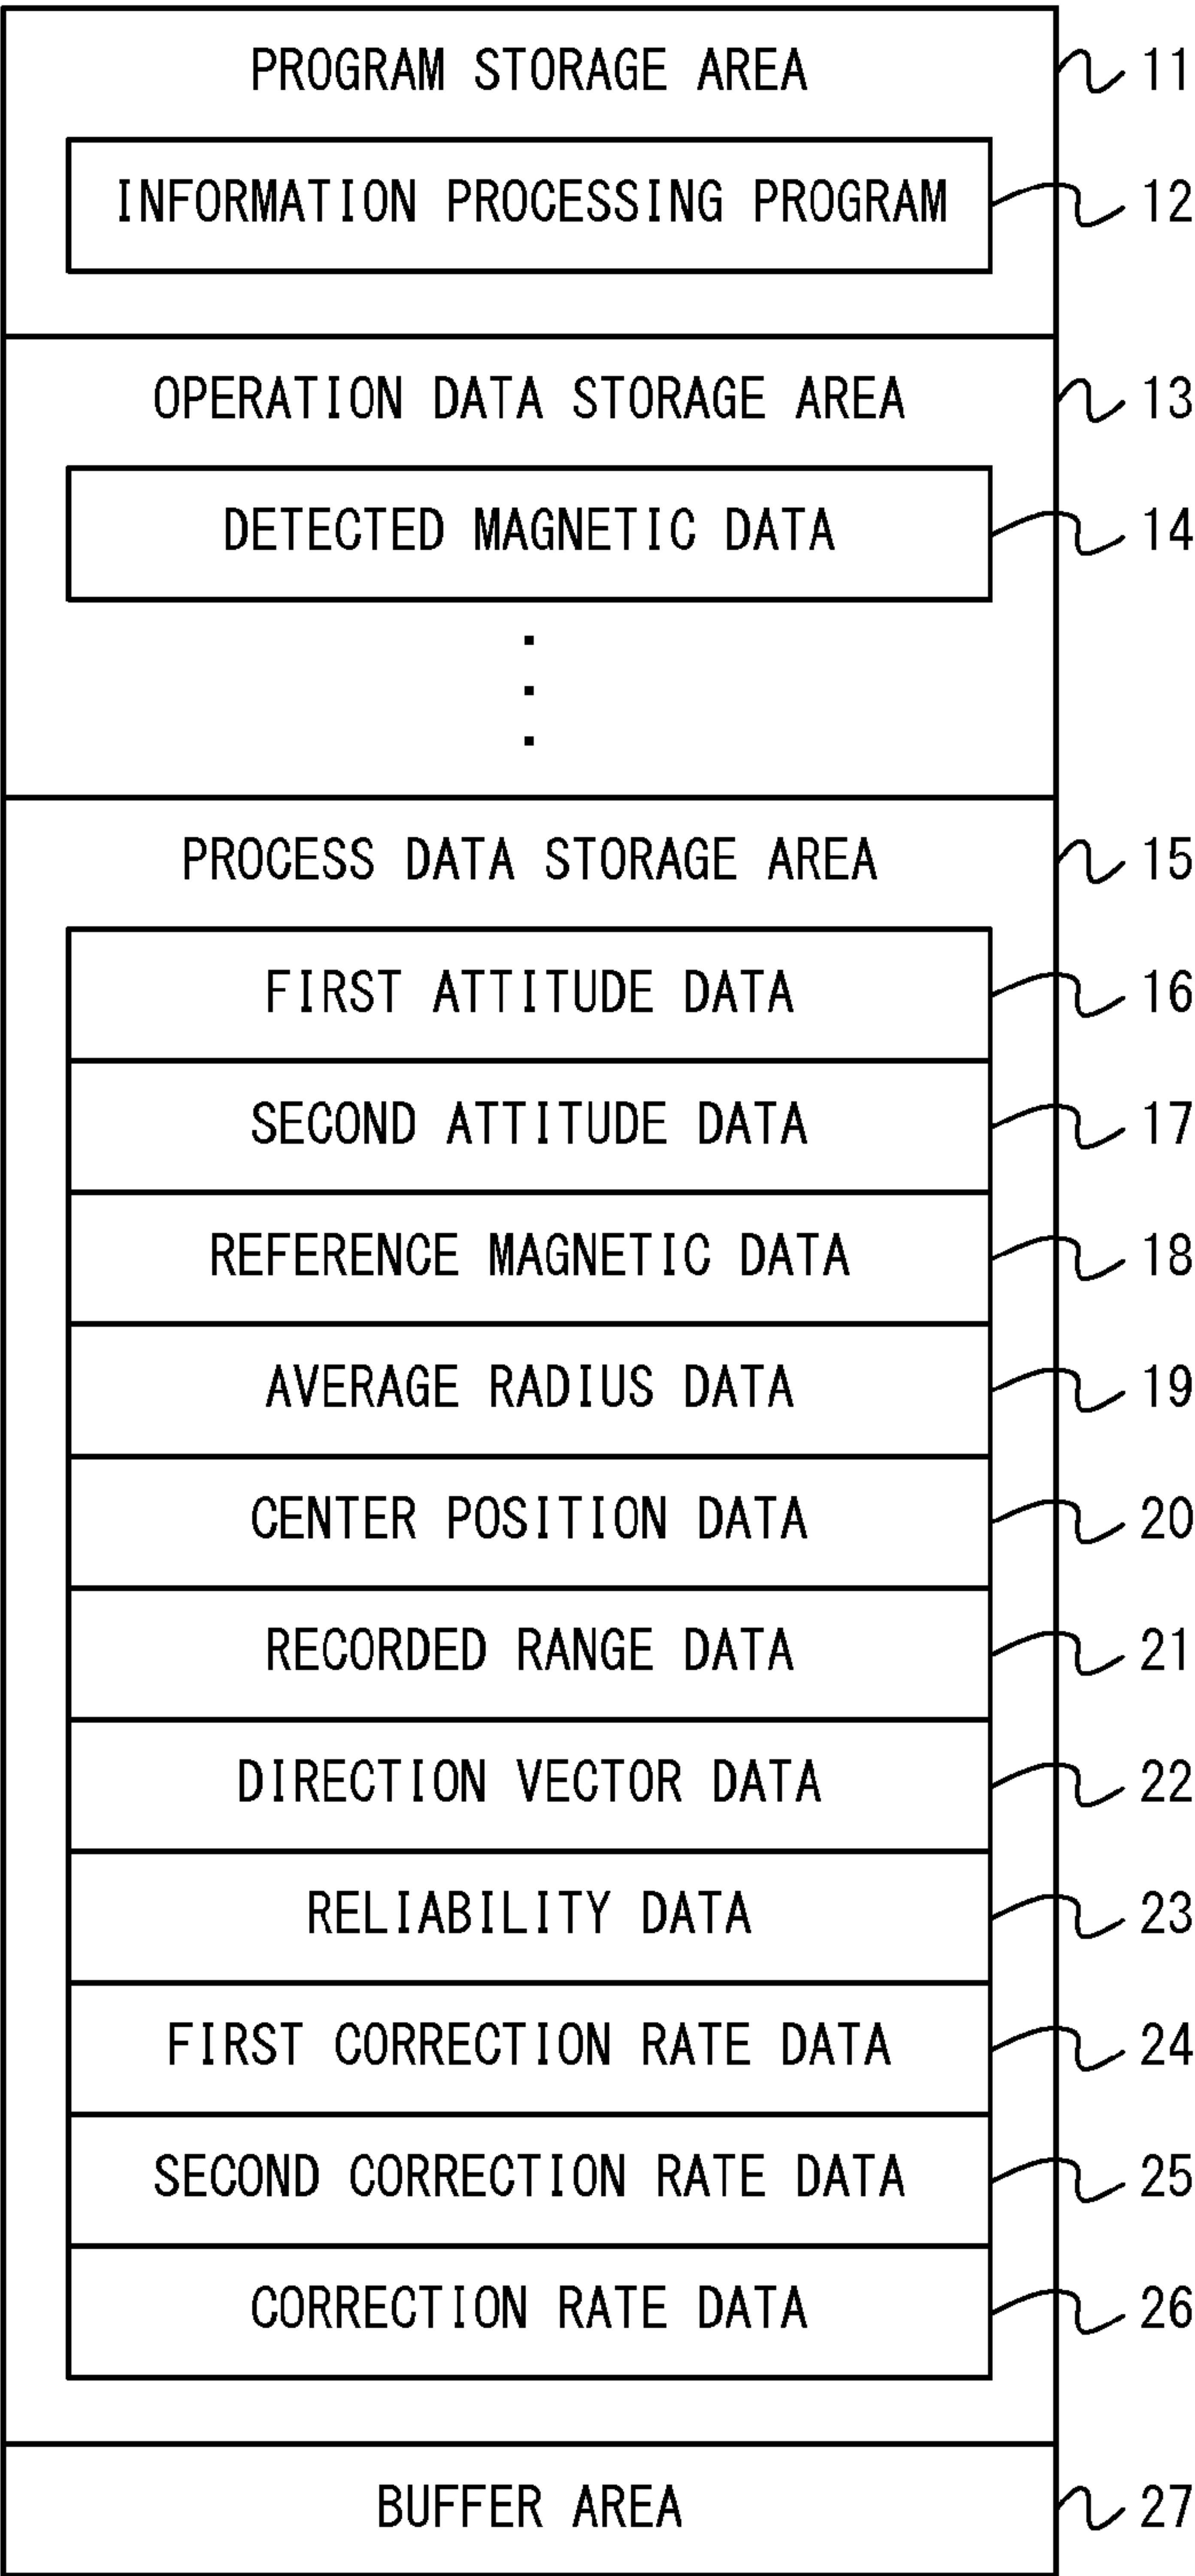 PROGRAM STORAGE AREA 11
INFORMATION PROCESSING PROGRAM 12
OPERATION DATA STORAGE AREA 13
DETECTED MAGNETIC DATA 14
PROCESS DATA STORAGE AREA 15
FIRST ATTITUDE DATA 16
SECOND ATTITUDE DATA 17
REFERENCE MAGNETIC DATA 18
AVERAGE RADIUS DATA 19
CENTER POSITION DATA 20
RECORDED RANGE DATA 21
DIRECTION VECTOR DATA 22
RELIABILITY DATA 23
FIRST CORRECTION RATE DATA 24
SECOND CORRECTION RATE DATA 25
CORRECTION RATE DATA 26
BUFFER AREA 27